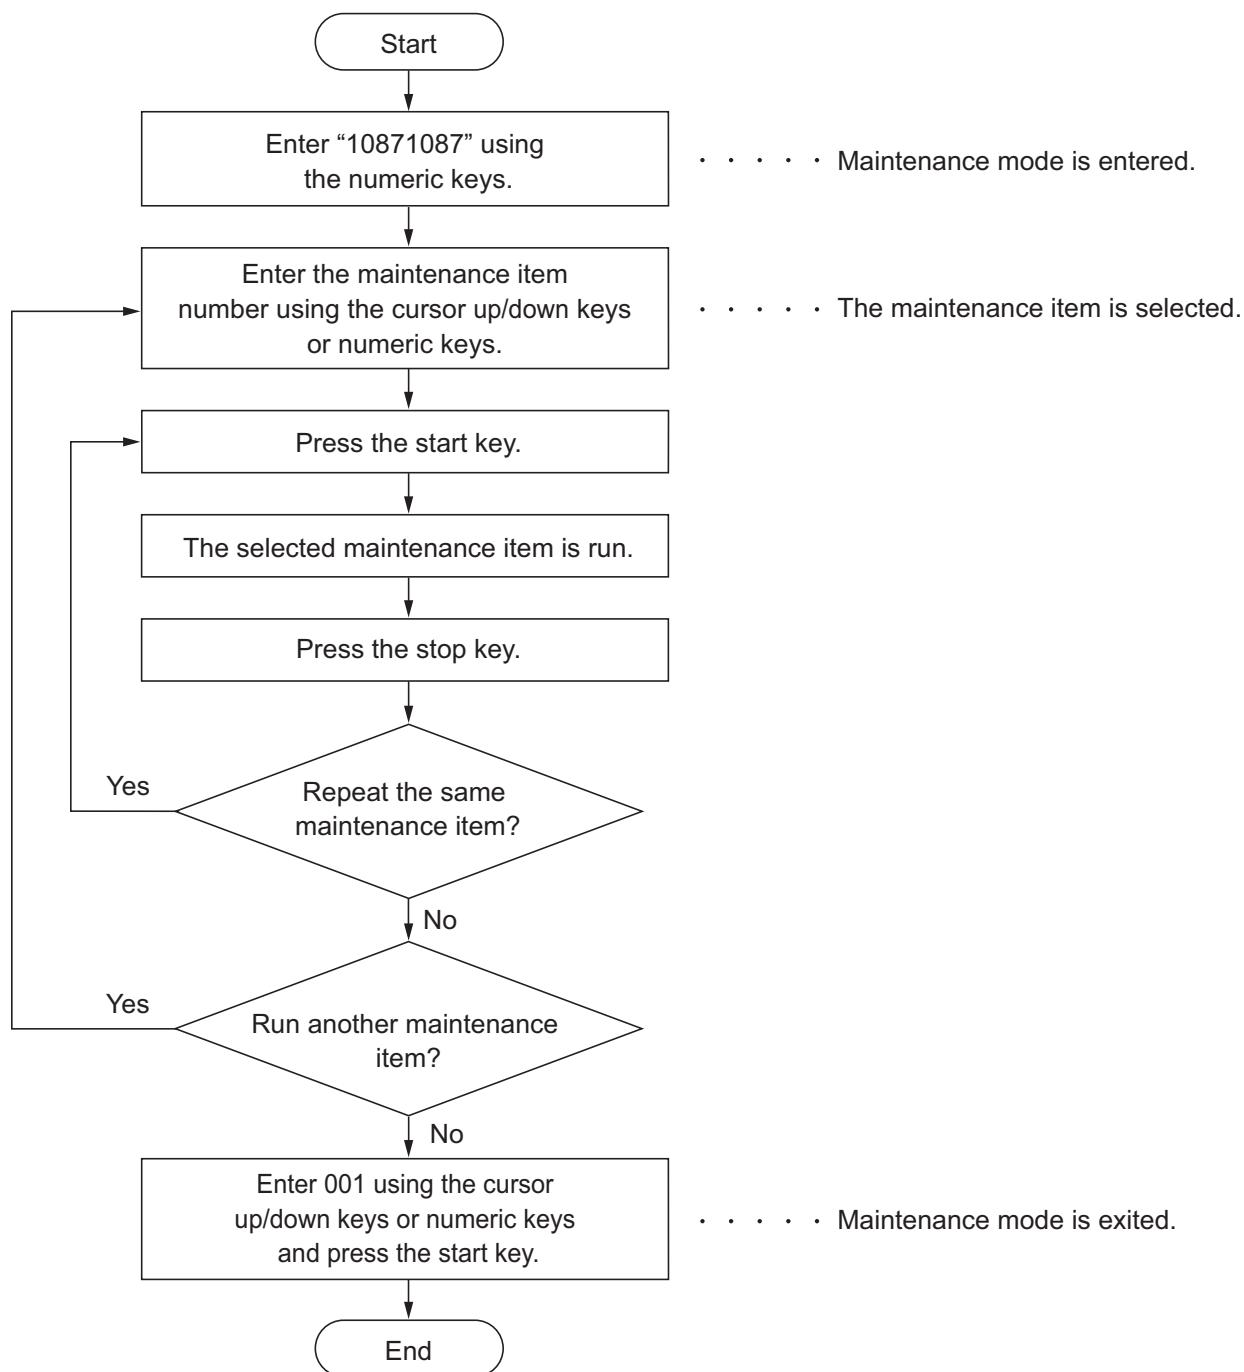 Start
Enter “10871087” using
the numeric keys.
· · · · · Maintenance mode is entered.
Enter the maintenance item
number using the cursor up/down keys
or numeric keys.
· · · · · The maintenance item is selected.
Press the start key.
The selected maintenance item is run.
Press the stop key.
Yes
Repeat the same
maintenance item?
No
Yes
Run another maintenance
item?
No
Enter 001 using the cursor
up/down keys or numeric keys
and press the start key.
· · · · · Maintenance mode is exited.
End